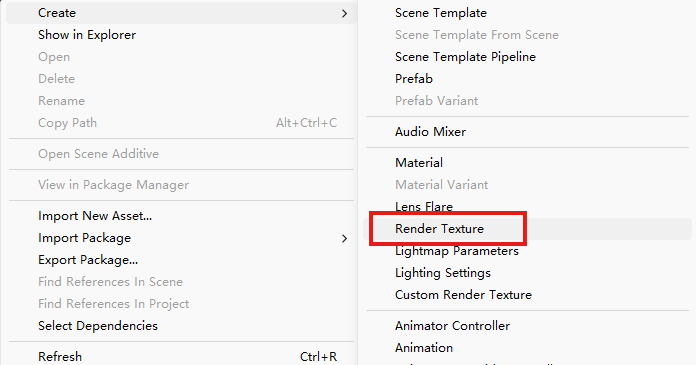 Create
Show in Explorer
Open
Delete
Rename
Copy Path Alt+Ctrl+C
Open Scene Additive
View in Package Manager
Import New Asset...
Import Package
Export Package...
Find References In Scene
Find References In Project
Select Dependencies
Refresh Ctrl+R
Scene Template
Scene Template From Scene
Scene Template Pipeline
Prefab
Prefab Variant
Audio Mixer
Material
Material Variant
Lens Flare
Render Texture
Lightmap Parameters
Lighting Settings
Custom Render Texture
Animator Controller
Animation